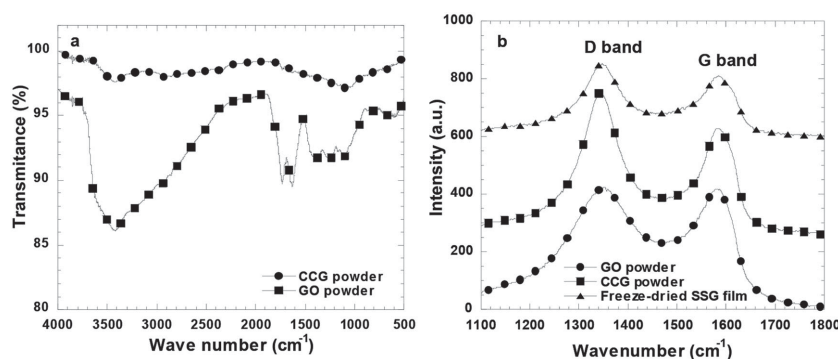 a
100
95
90
85
80
Transmitance (%)
CCG powder
GO powder
4000 3500 3000 2500 2000 1500 1000 500
Wave number (cm-1)
b
D band
G band
1000
800
600
400
200
0
Intensity (a.u.)
GO powder
CCG powder
Freeze-dried SSG film
1100 1200 1300 1400 1500 1600 1700 1800
Wavenumber (cm-1)